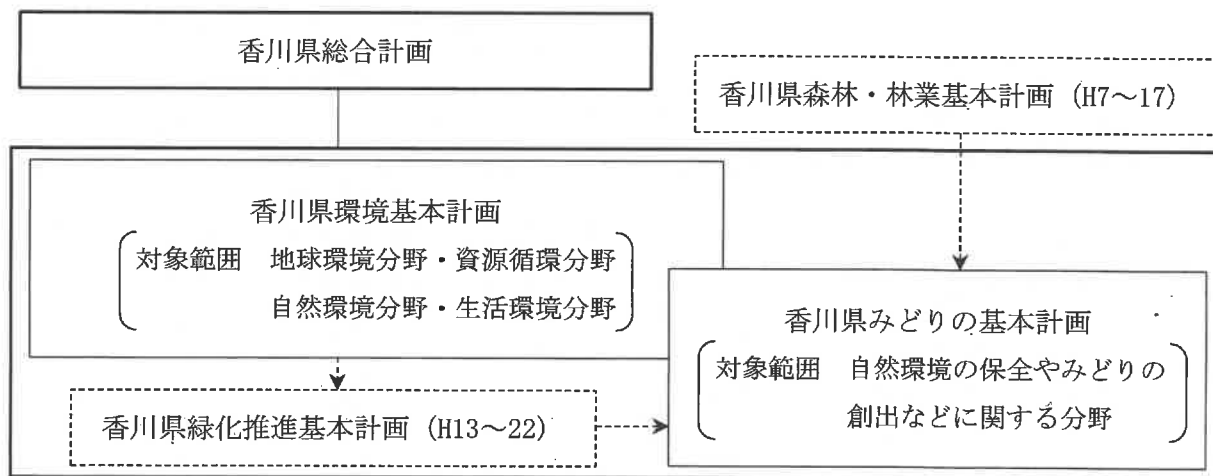 香川県総合計画
香川県森林・林業基本計画 (H7～17)
香川県環境基本計画
対象範囲 地球環境分野・資源循環分野
自然環境分野・生活環境分野
香川県みどりの基本計画
対象範囲 自然環境の保全やみどりの
創出などに関する分野
香川県緑化推進基本計画 (H13～22)